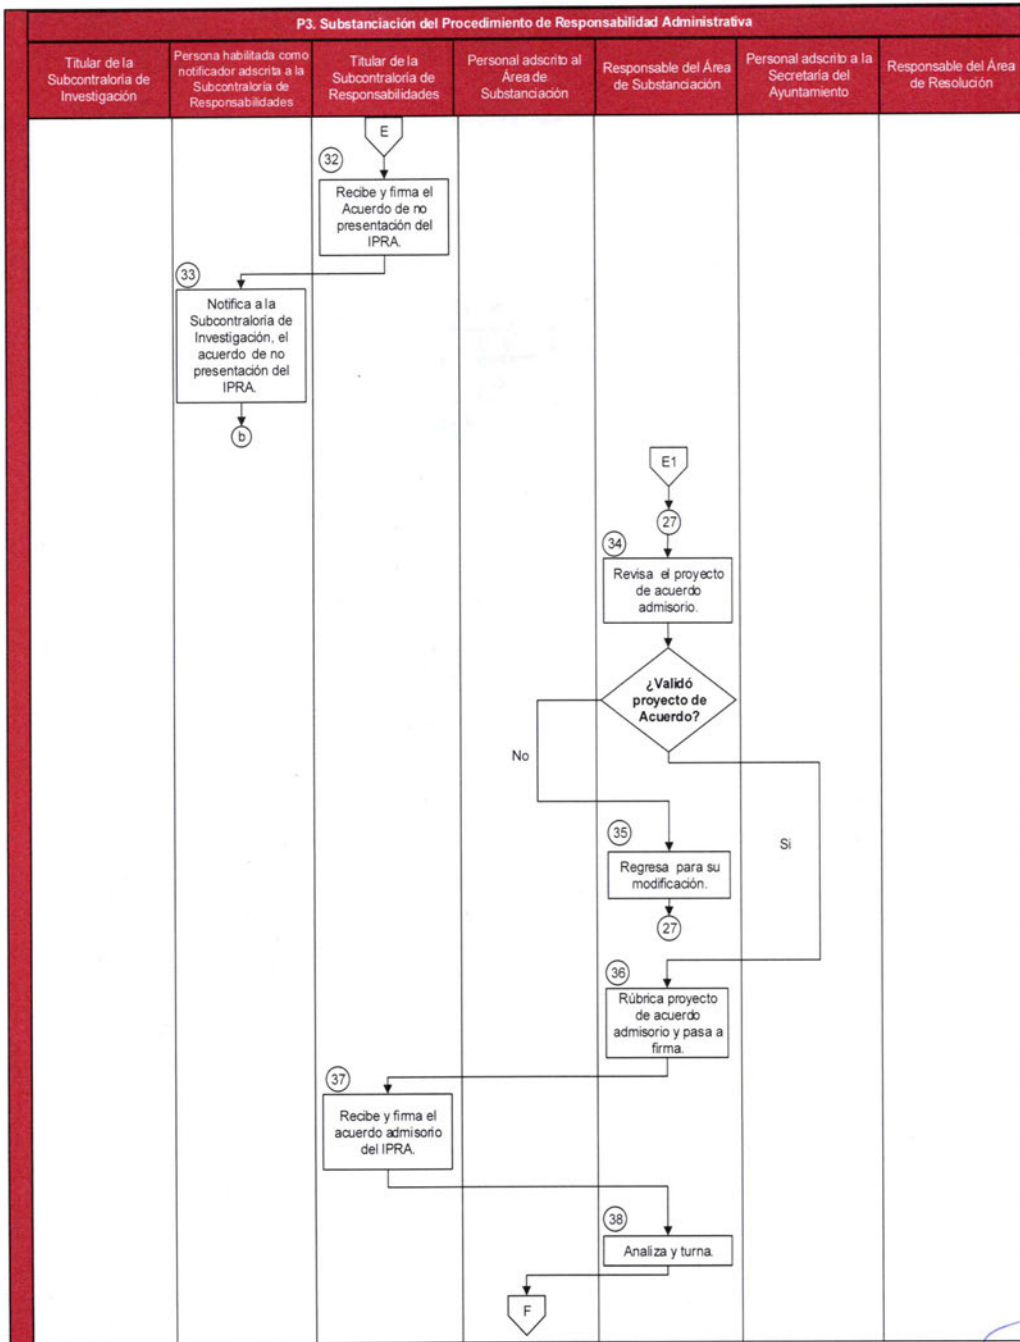 P3. Substanciación del Procedimiento de Responsabilidad Administrativa
Titular de la
Subcontraloría de
Investigación
Persona habilitada como
notificador adscrita a la
Subcontraloría de
Responsabilidades
Titular de la
Subcontraloría de
Responsabilidades
Personal adscrito al
Área de
Substanciación
Responsable del Área
de Substanciación
Personal adscrito a la
Secretaría del
Ayuntamiento
Responsable del Área
de Resolución
E
32
Recibe y firma el
Acuerdo de no
presentación del
IPRA.
33
Notifica a la
Subcontraloría de
Investigación, el
acuerdo de no
presentación del
IPRA.
b
E1
27
34
Revisa el proyecto
de acuerdo
admisorio.
¿Validó
proyecto de
Acuerdo?
No
Si
35
Regresa para su
modificación.
27
36
Rúbrica proyecto
de acuerdo
admisorio y pasa a
firma.
37
Recibe y firma el
acuerdo admisorio
del IPRA.
38
Analiza y turna.
F